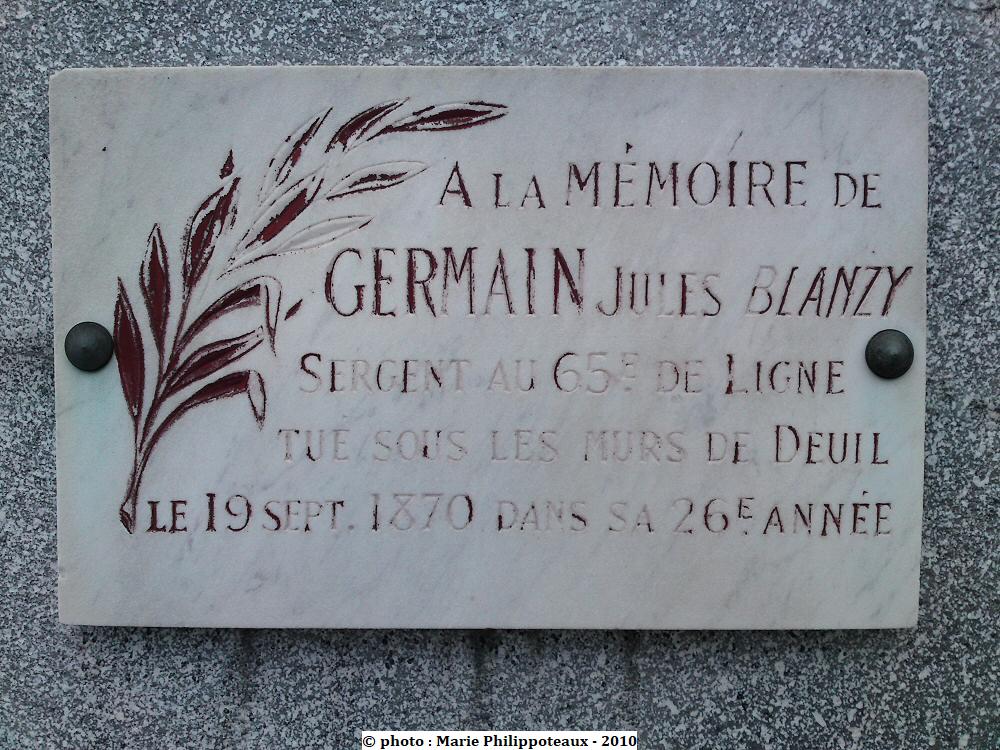 A LA MÉMOIRE DE
GERMAIN JULES BLANZY
SERGENT AU 65E DE LIGNE
TUE SOUS LES MURS DE DEUIL
LE 19 SEPT. 1870 DANS SA 26E ANNÉE
© photo : Marie Philippoteaux - 2010